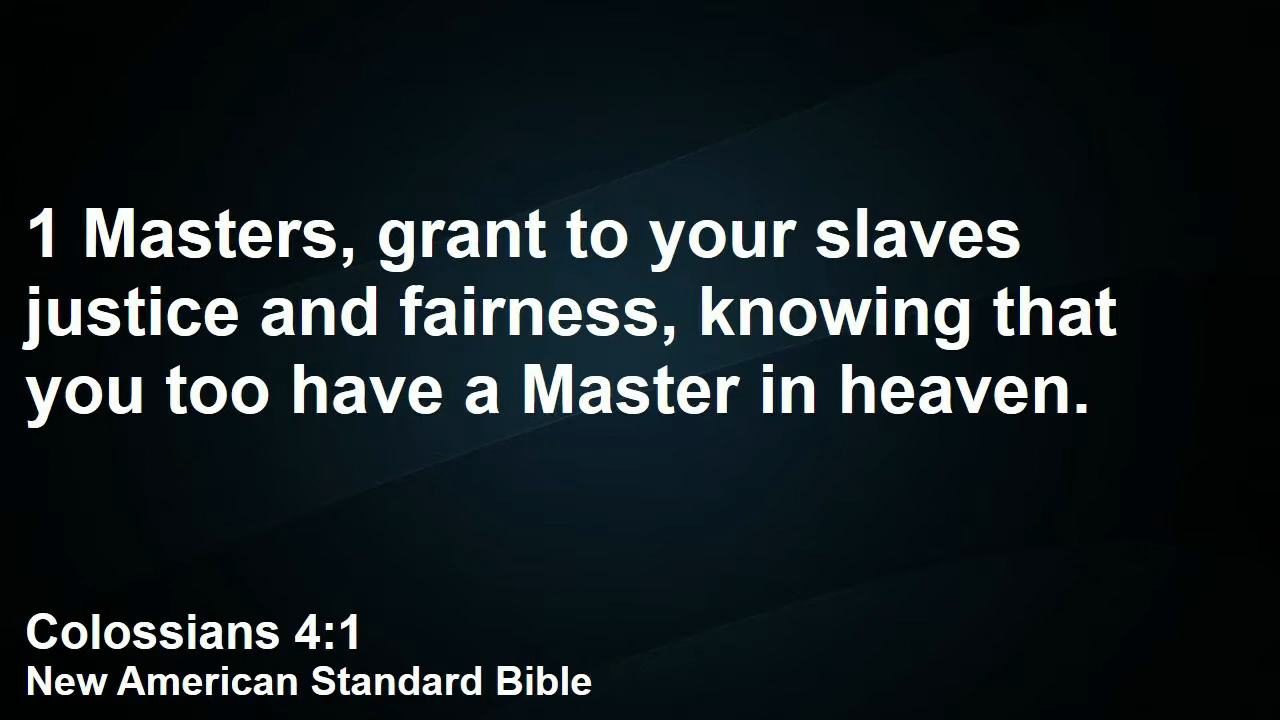 1 Masters, grant to your slaves
justice and fairness, knowing that
you too have a Master in heaven.
Colossians 4:1
New American Standard Bible